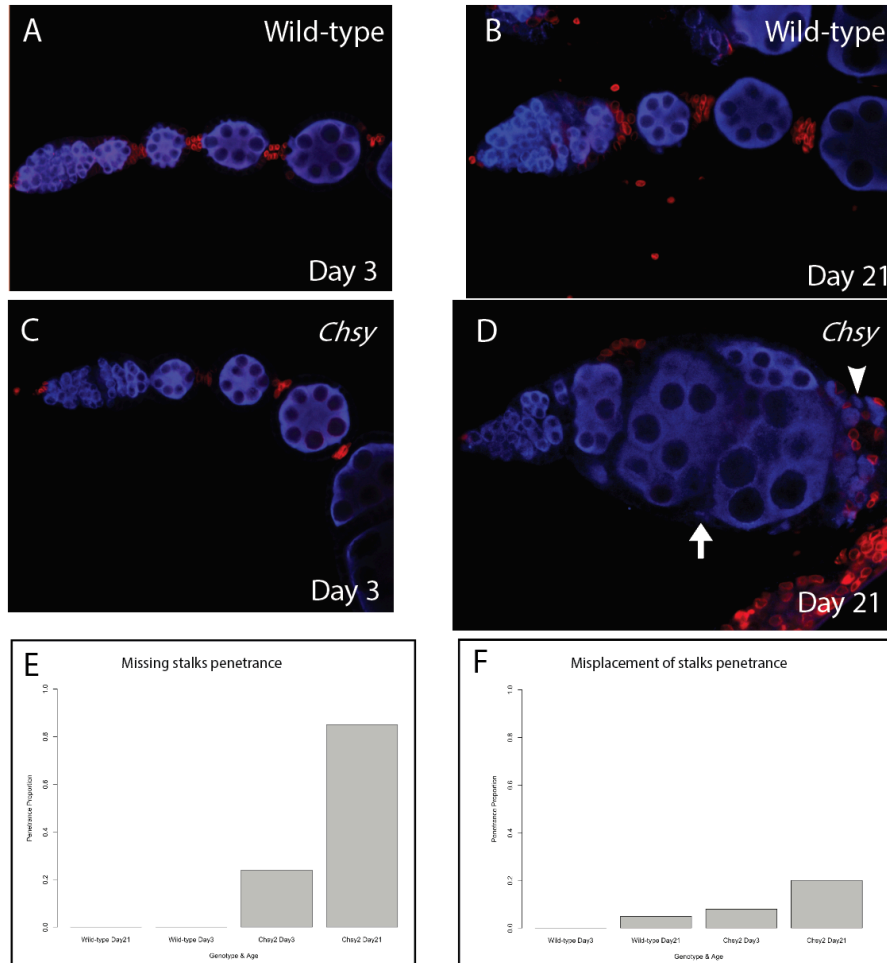 A
Wild-type
Day 3
B
Wild-type
Day 21
C
Chsy
Day 3
D
Chsy
Day 21
E
Missing stalks penetrance
1.0
0.8
0.6
0.4
0.2
0.0
Penetrance Proportion
Wild-type Day21
Wild-type Day3
Chsy2 Day3
Chsy2 Day21
Genotype & Age
F
Misplacement of stalks penetrance
1.0
0.8
0.6
0.4
0.2
0.0
Penetrance Proportion
Wild-type Day3
Wild-type Day21
Chsy2 Day3
Chsy2 Day21
Genotype & Age